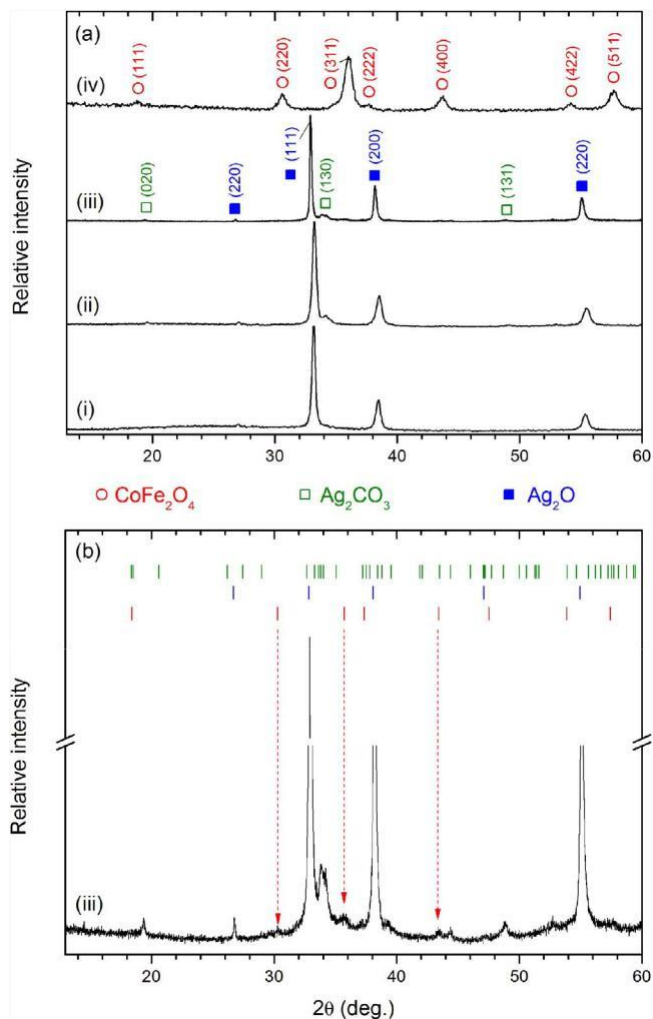 (a)
(111)
(220)
(311)
(222)
(400)
(422)
(511)
(iv)
(020)
(220)
(111)
(130)
(200)
(131)
(220)
(iii)
(ii)
(i)
Relative intensity
20 30 40 50 60
CoFe₂O₄ Ag₂CO₃ Ag₂O
(b)
Relative intensity
(iii)
20 30 40 50 60
2θ (deg.)